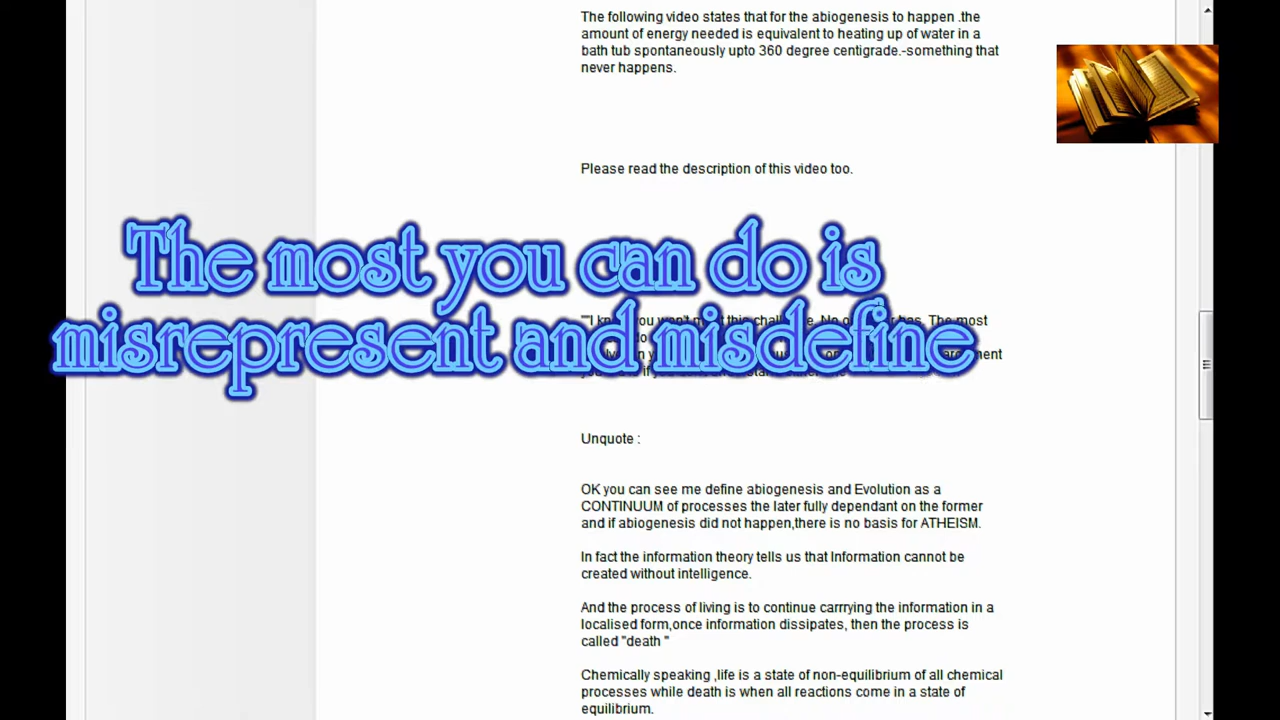 The following video states that for the abiogenesis to happen .the
amount of energy needed is equivalent to heating up of water in a
bath tub spontaneously upto 360 degree centigrade.-something that
never happens.
Please read the description of this video too.
The most you can do is
misrepresent and misdefine
The most
Unquote :
OK you can see me define abiogenesis and Evolution as a
CONTINUUM of processes the later fully dependant on the former
and if abiogenesis did not happen,there is no basis for ATHEISM.
In fact the information theory tells us that Information cannot be
created without intelligence.
And the process of living is to continue carrrying the information in a
localised form,once information dissipates, then the process is
called "death "
Chemically speaking ,life is a state of non-equilibrium of all chemical
processes while death is when all reactions come in a state of
equilibrium.